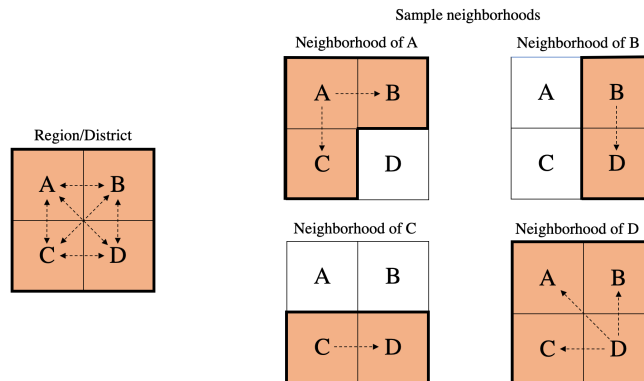 Sample neighborhoods
Neighborhood of A
Neighborhood of B
A B
C D
A B
C D
Region/District
A B
C D
Neighborhood of C
Neighborhood of D
A B
C D
A B
C D